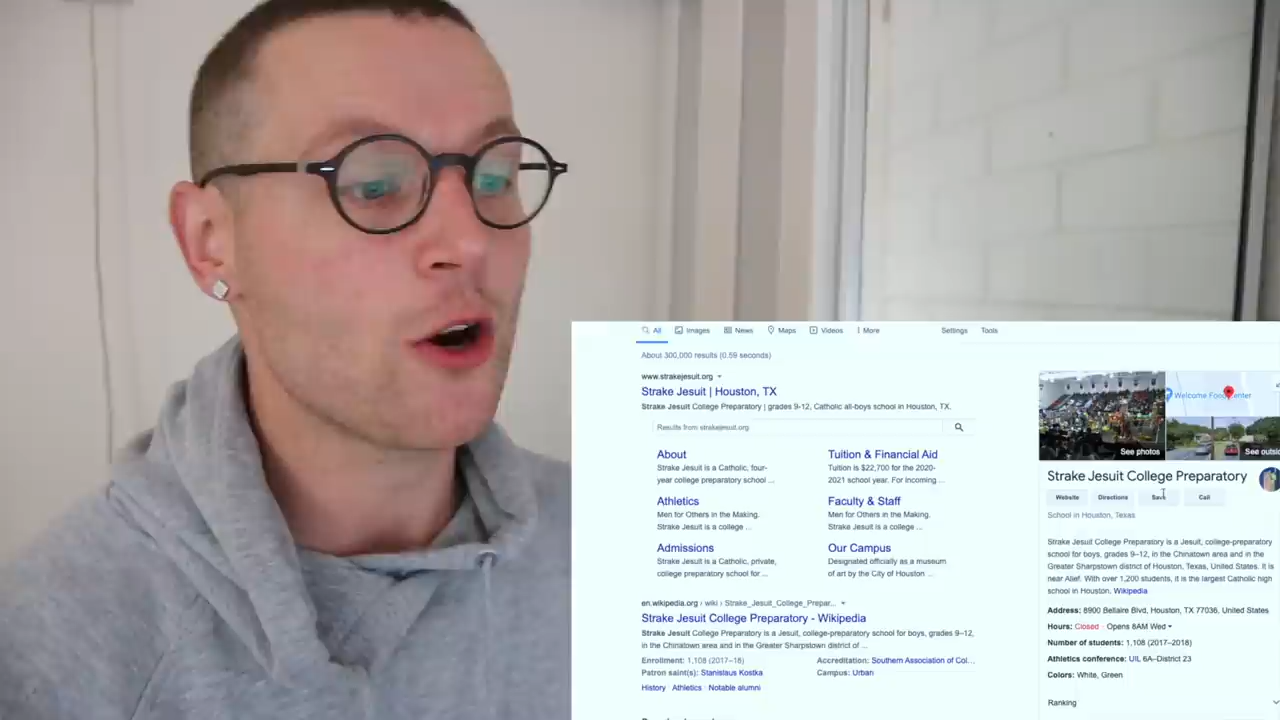 All Images News Maps Videos More Settings Tools
About 300,000 results (0.59 seconds)
www.strakejesuit.org
Strake Jesuit | Houston, TX
Strake Jesuit College Preparatory | grades 9-12, Catholic all-boys school in Houston, TX.
Results from strakejesuit.org
About
Strake Jesuit is a Catholic, four-
year college preparatory school ...
Tuition & Financial Aid
Tuition is $22,700 for the 2020-
2021 school year. For Incoming ...
Athletics
Men for Others in the Making.
Strake Jesuit is a college ...
Faculty & Staff
Men for Others in the Making.
Strake Jesuit is a college ...
Admissions
Strake Jesuit is a Catholic, private,
college preparatory school for ...
Our Campus
Designated officially as a museum
of art by the City of Houston ...
en.wikipedia.org › wiki › Strake_Jesuit_College_Prepar...
Strake Jesuit College Preparatory - Wikipedia
Strake Jesuit College Preparatory is a Jesuit, college-preparatory school for boys, grades 9–12,
in the Chinatown area and in the Greater Sharpstown district of ...
Enrollment: 1,108 (2017–18) Accreditation: Southern Association of Col...
Patron saint(s): Stanislaus Kostka Campus: Urban
History · Athletics · Notable alumni
Welcome Food Center
See photos
See outsid
Strake Jesuit College Preparatory
Website Directions Save Call
School in Houston, Texas
Strake Jesuit College Preparatory is a Jesuit, college-preparatory
school for boys, grades 9–12, in the Chinatown area and in the
Greater Sharpstown district of Houston, Texas, United States. It is
near Alief. With over 1,200 students, it is the largest Catholic high
school in Houston. Wikipedia
Address: 8900 Bellaire Blvd, Houston, TX 77036, United States
Hours: Closed · Opens 8AM Wed
Number of students: 1,108 (2017–2018)
Athletics conference: UIL 6A–District 23
Colors: White, Green
Ranking